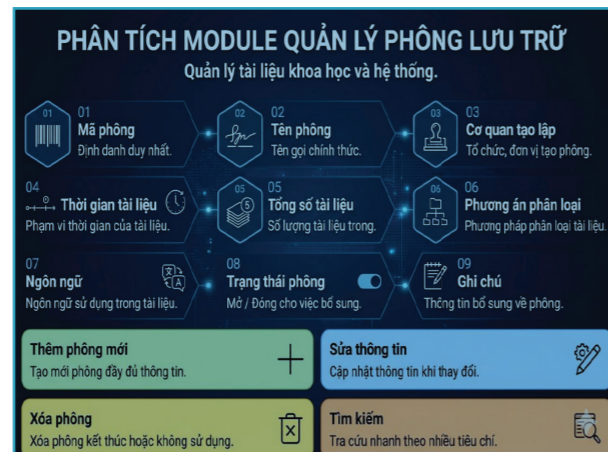 PHÂN TÍCH MODULE QUẢN LÝ PHÔNG LƯU TRỮ
Quản lý tài liệu khoa học và hệ thống.
01
01
Mã phông
Định danh duy nhất.
02
02
Tên phông
Tên gọi chính thức.
03
03
Cơ quan tạo lập
Tổ chức, đơn vị tạo phông.
04
Thời gian tài liệu
Phạm vi thời gian của tài liệu.
05
5
05
Tổng số tài liệu
Số lượng tài liệu trong.
06
06
Phương án phân loại
Phương pháp phân loại tài liệu.
07
Ngôn ngữ
Ngôn ngữ sử dụng trong tài liệu.
文
A
08
Trạng thái phông
Mở / Đóng cho việc bổ sung.
09
Ghi chú
Thông tin bổ sung về phông.
Thêm phông mới
Tạo mới phông đầy đủ thông tin.
Sửa thông tin
Cập nhật thông tin khi thay đổi.
Xóa phông
Xóa phông kết thúc hoặc không sử dụng.
Tìm kiếm
Tra cứu nhanh theo nhiều tiêu chí.